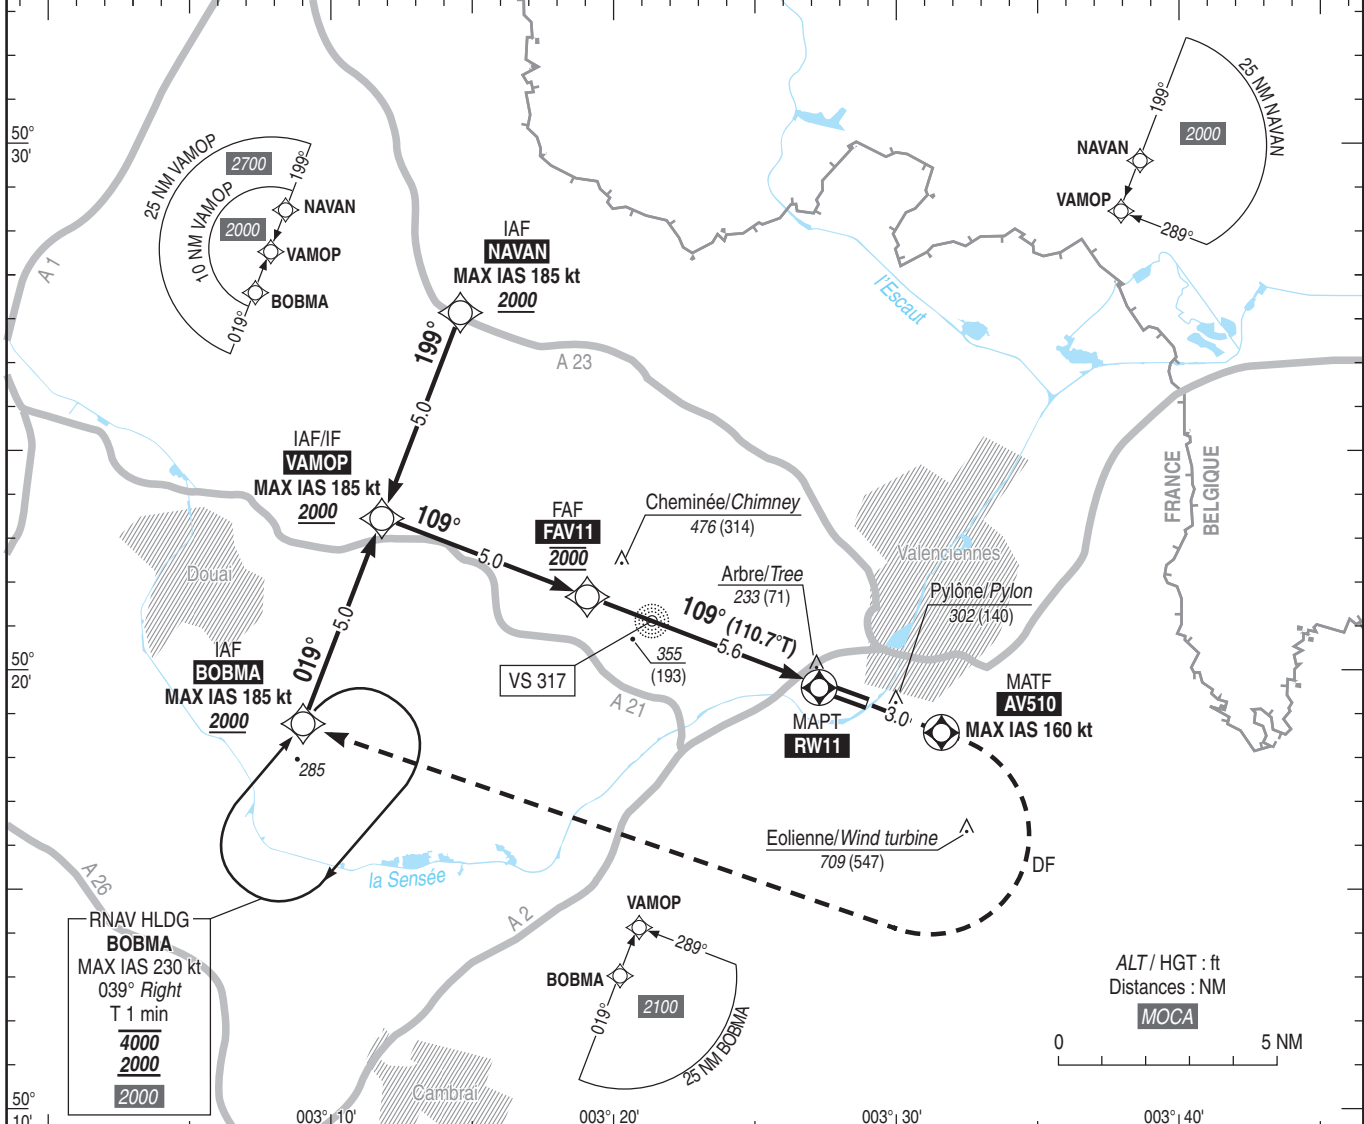 50°
30'
25 NM VAMOP
2700
199°
10 NM VAMOP
2000
NAVAN
VAMOP
BOBMA
019°
A 1
IAF
NAVAN
MAX IAS 185 kt
2000
199°
5.0
A 23
l'Escaut
25 NM NAVAN
199°
2000
NAVAN
VAMOP
289°
FRANCE
BELGIQUE
IAF/IF
VAMOP
MAX IAS 185 kt
2000
109°
5.0
FAF
FAV11
2000
Cheminée/Chimney
476 (314)
Arbre/Tree
233 (71)
Valenciennes
Pylône/Pylon
302 (140)
Douai
109° (110.7°T)
5.6
355
(193)
VS 317
50°
20'
019°
5.0
IAF
BOBMA
MAX IAS 185 kt
2000
285
A 21
MAPT
RW11
3.0
MATF
AV510
MAX IAS 160 kt
Eolienne/Wind turbine
709 (547)
DF
la Sensée
A 26
A 2
RNAV HLDG
BOBMA
MAX IAS 230 kt
039° Right
T 1 min
4000
2000
2000
VAMOP
289°
BOBMA
019°
2100
25 NM BOBMA
Cambrai
ALT / HGT : ft
Distances : NM
MOCA
0
5 NM
50°
10'
003° 10'
003° 20'
003° 30'
003° 40'